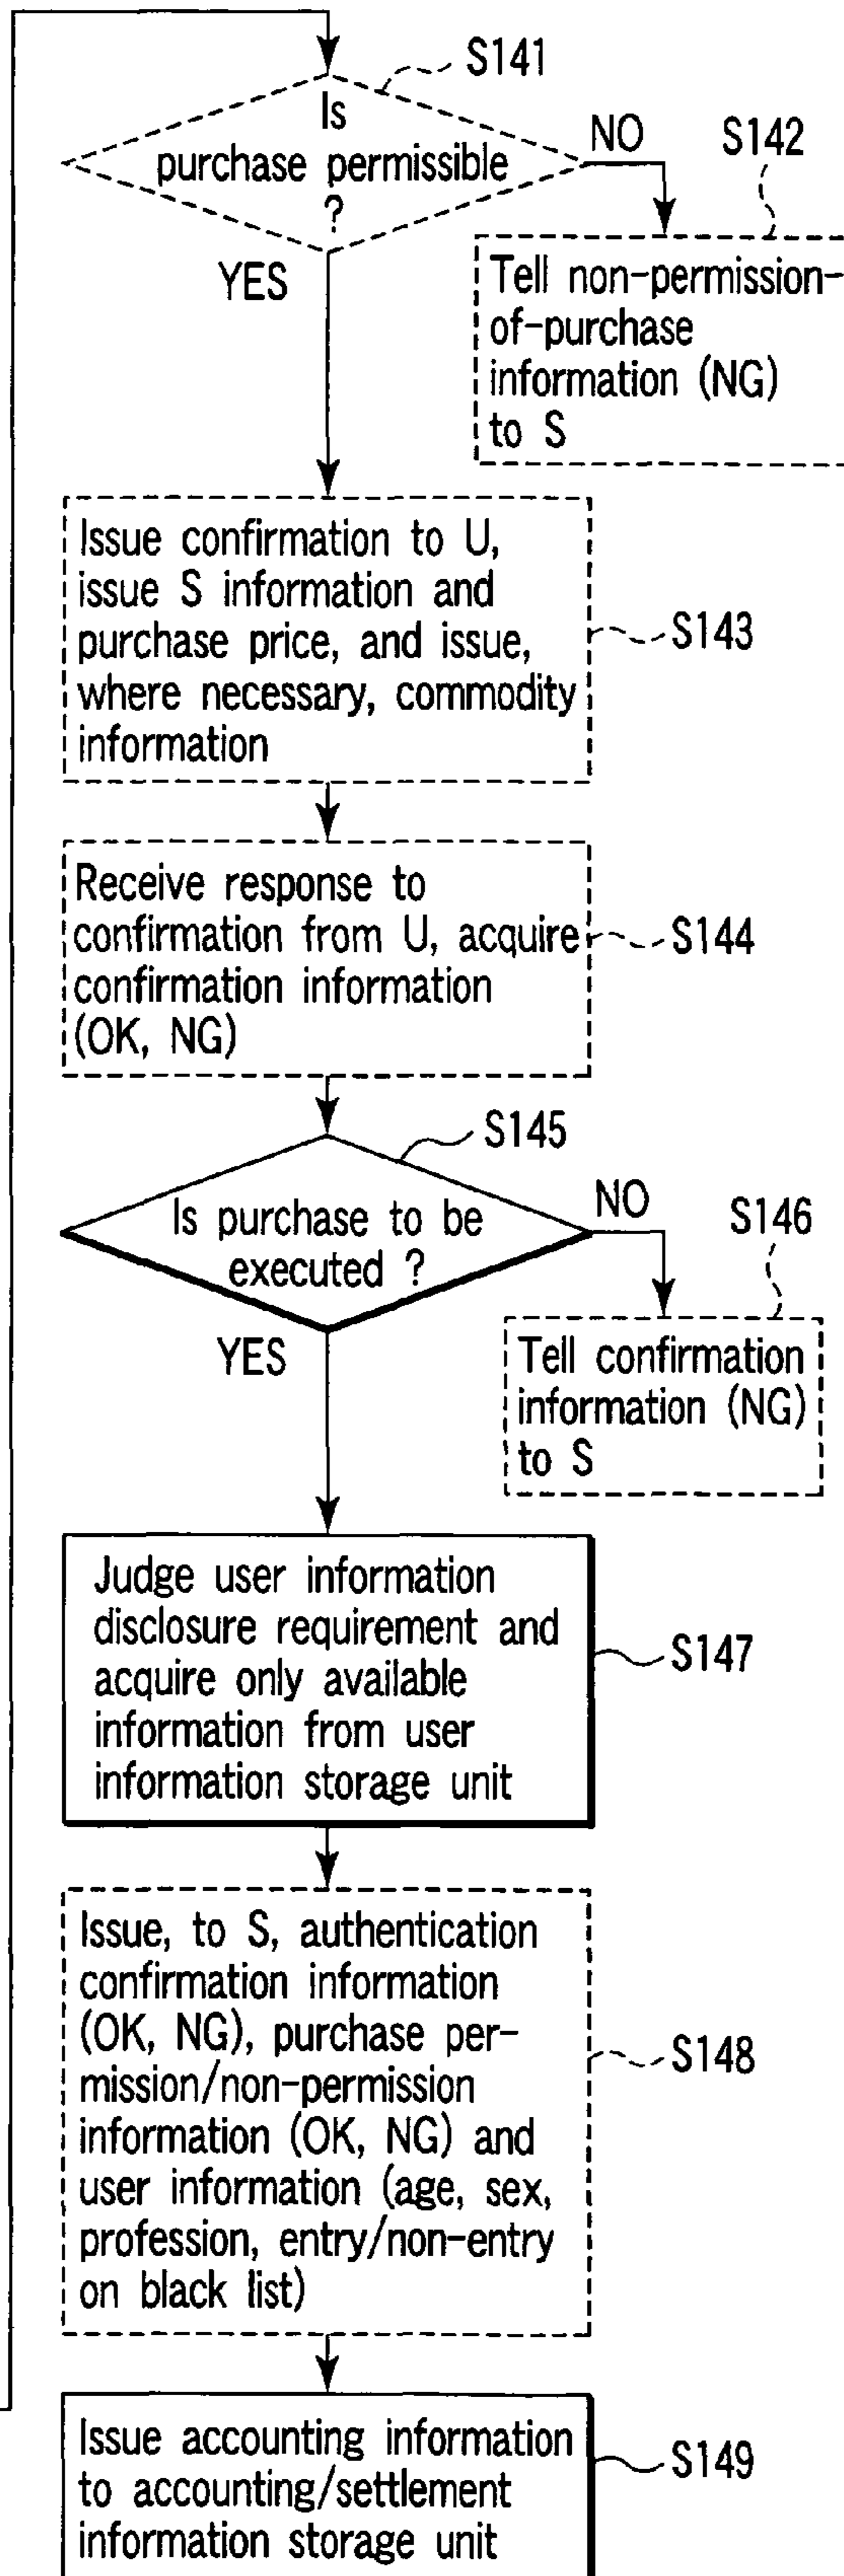 S141
Is
purchase permissible
?
NO
S142
YES
Tell non-permission-
of-purchase
information (NG)
to S
Issue confirmation to U,
issue S information and
purchase price, and issue,
where necessary, commodity
information
S143
Receive response to
confirmation from U, acquire
confirmation information
(OK, NG)
S144
S145
Is purchase to be
executed ?
NO
S146
YES
Tell confirmation
information (NG)
to S
Judge user information
disclosure requirement and
acquire only available
information from user
information storage unit
S147
Issue, to S, authentication
confirmation information
(OK, NG), purchase per-
mission/non-permission
information (OK, NG) and
user information (age, sex,
profession, entry/non-entry
on black list)
S148
Issue accounting information
to accounting/settlement
information storage unit
S149